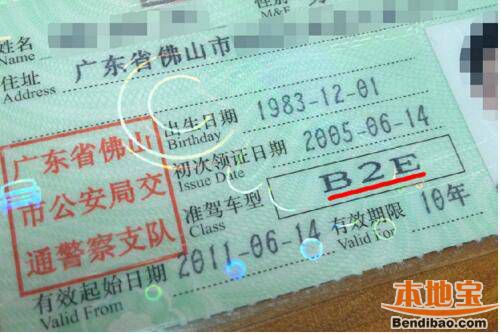 姓名
M&F
住址 广东省佛山市
Address
出生日期 1983-12-01
Birthday
初次领证日期 2005-06-14
Issue Date
准驾车型 B2E
Class
广东省佛山
市公安局交
通警察支队
有效起始日期 2011-06-14 有效期限 10年
Valid From Valid For
本地宝
Bendibao.com